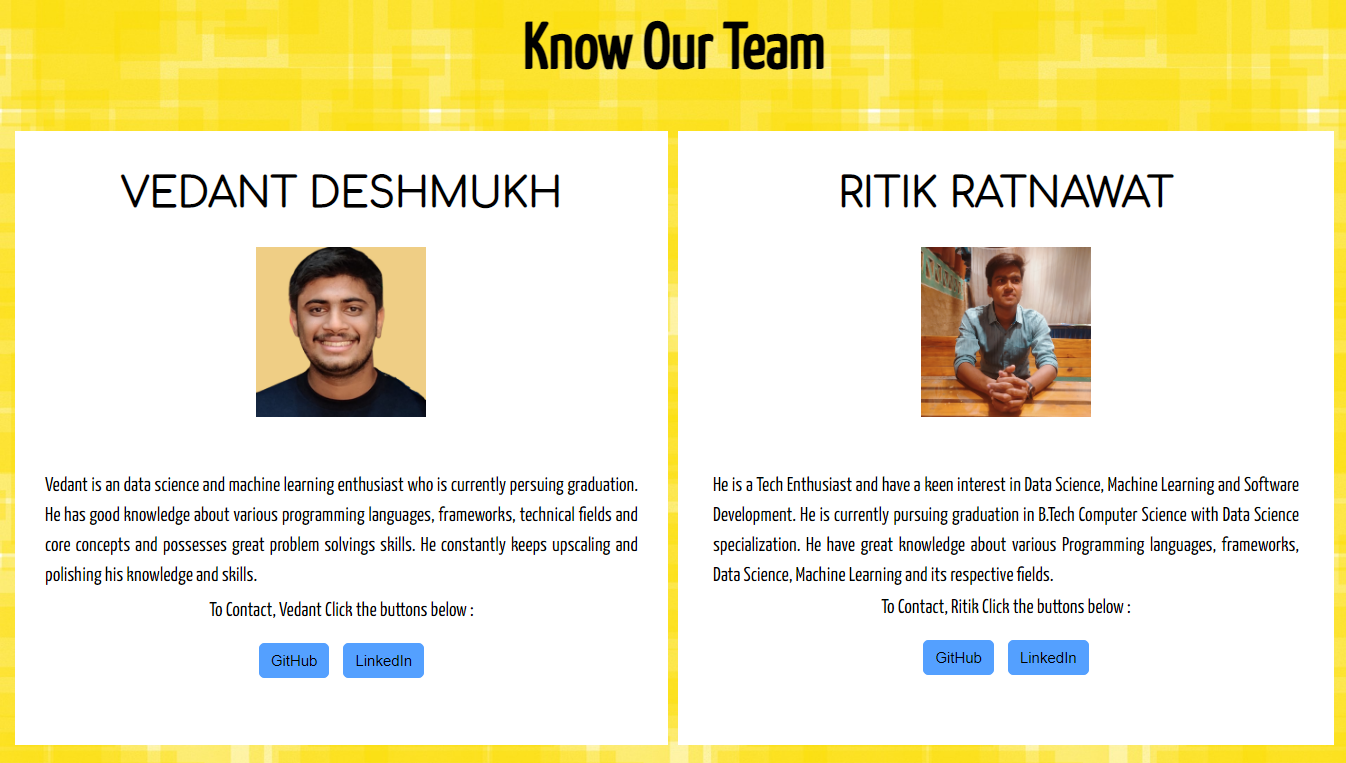 Know Our Team
VEDANT DESHMUKH
Vedant is an data science and machine learning enthusiast who is currently persuing graduation.
He has good knowledge about various programming languages, frameworks, technical fields and
core concepts and possesses great problem solvings skills. He constantly keeps upscaling and
polishing his knowledge and skills.
To Contact, Vedant Click the buttons below :
GitHub LinkedIn
RITIK RATNAWAT
He is a Tech Enthusiast and have a keen interest in Data Science, Machine Learning and Software
Development. He is currently pursuing graduation in B.Tech Computer Science with Data Science
specialization. He have great knowledge about various Programming languages, frameworks,
Data Science, Machine Learning and its respective fields.
To Contact, Ritik Click the buttons below :
GitHub LinkedIn